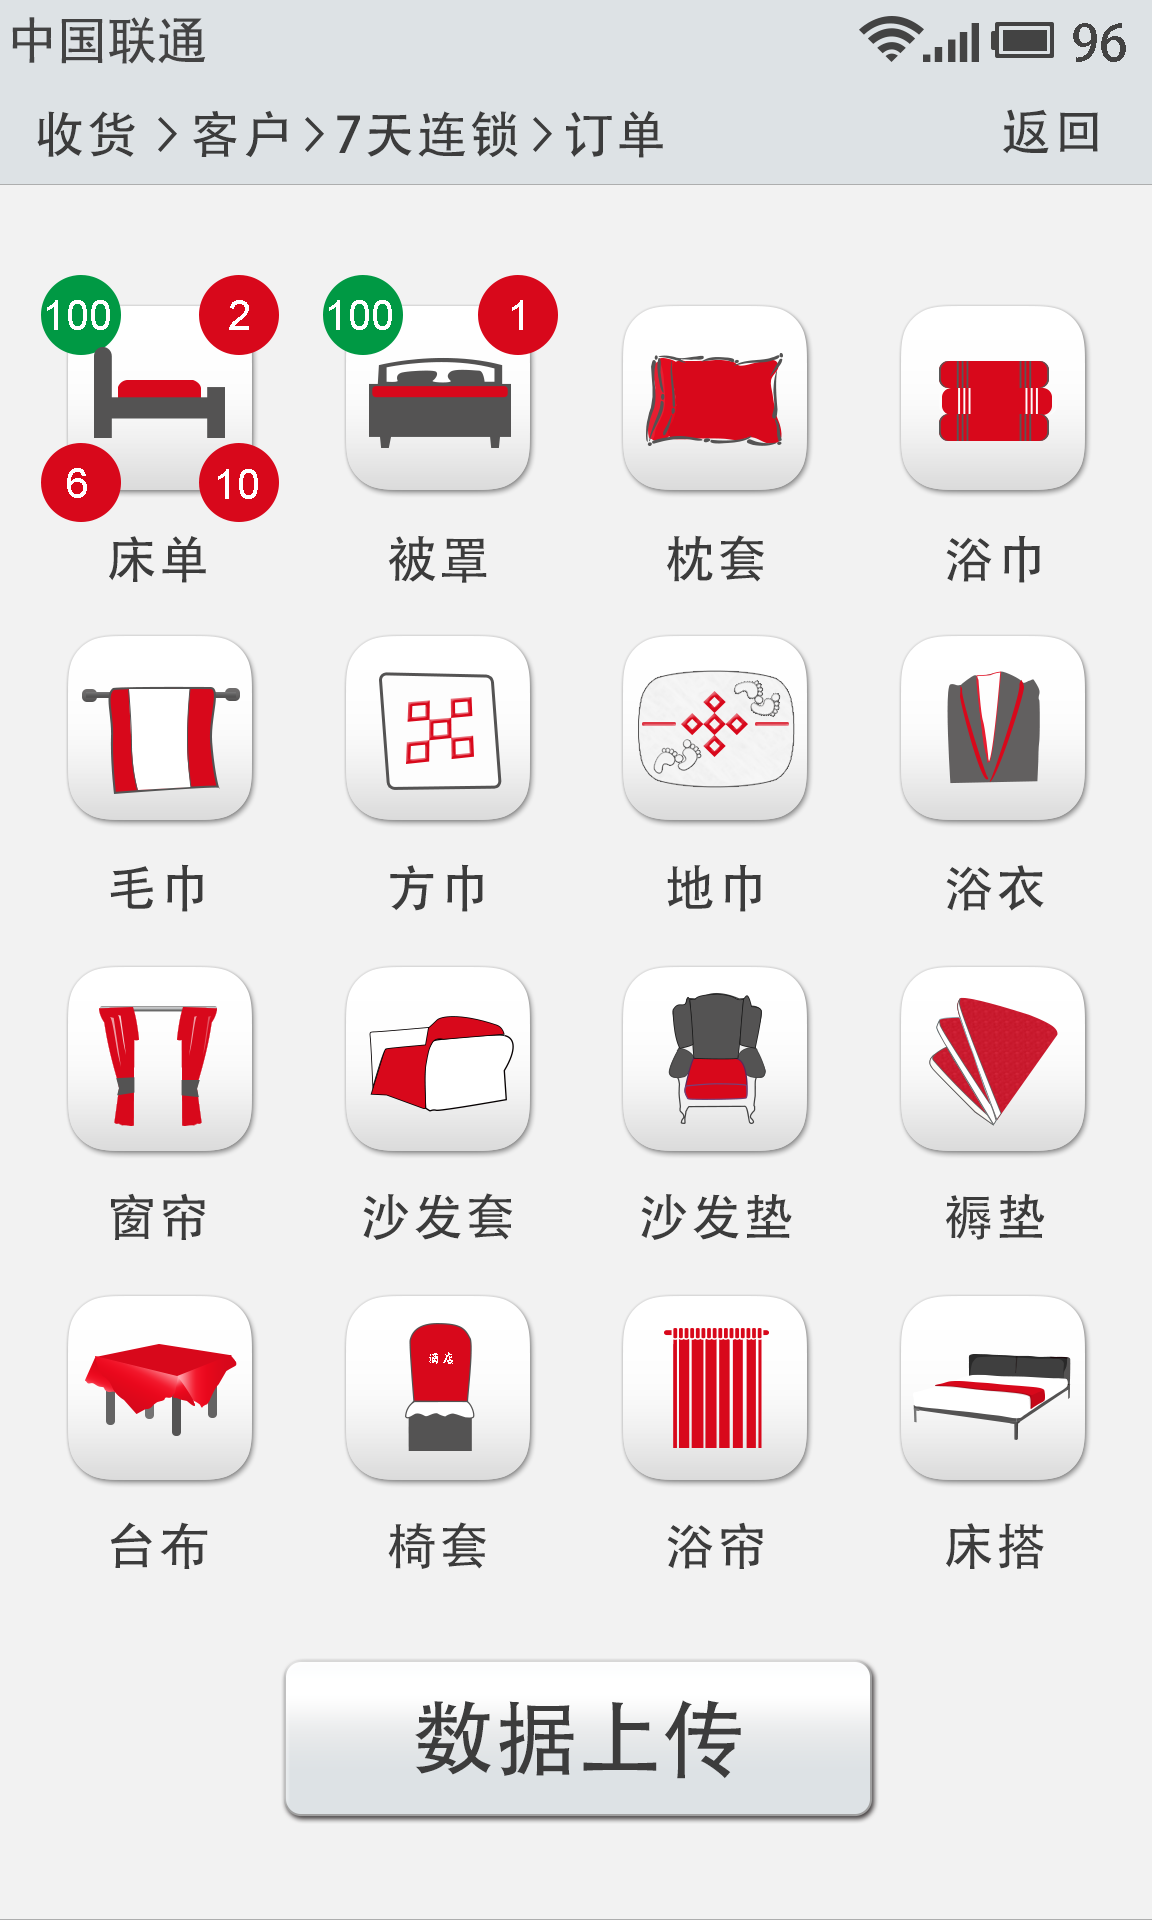 中国联通 96
收货 > 客户 > 7天连锁 > 订单 返回
100 2 100 1
6 10
床单 被罩 枕套 浴巾
毛巾 方巾 地巾 浴衣
窗帘 沙发套 沙发垫 褥垫
酒店
台布 椅套 浴帘 床搭
数据上传